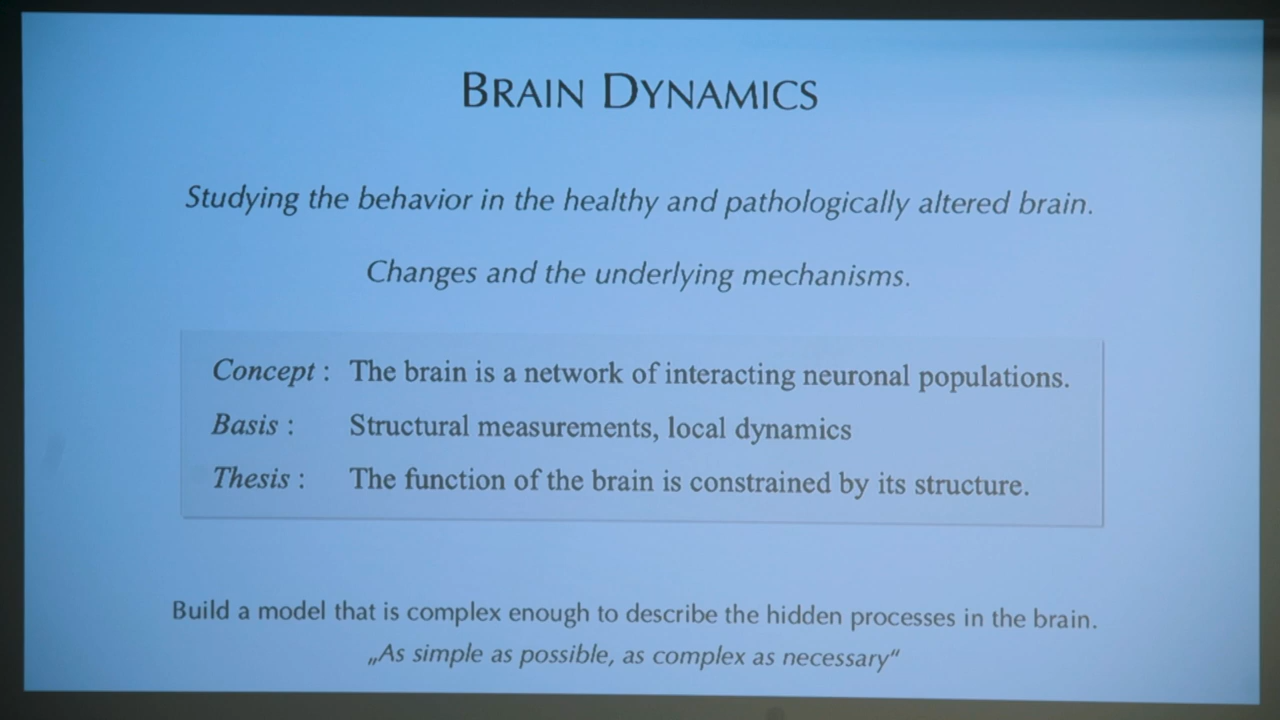 BRAIN DYNAMICS
Studying the behavior in the healthy and pathologically altered brain.
Changes and the underlying mechanisms.
Concept : The brain is a network of interacting neuronal populations.
Basis : Structural measurements, local dynamics
Thesis : The function of the brain is constrained by its structure.
Build a model that is complex enough to describe the hidden processes in the brain.
„As simple as possible, as complex as necessary“